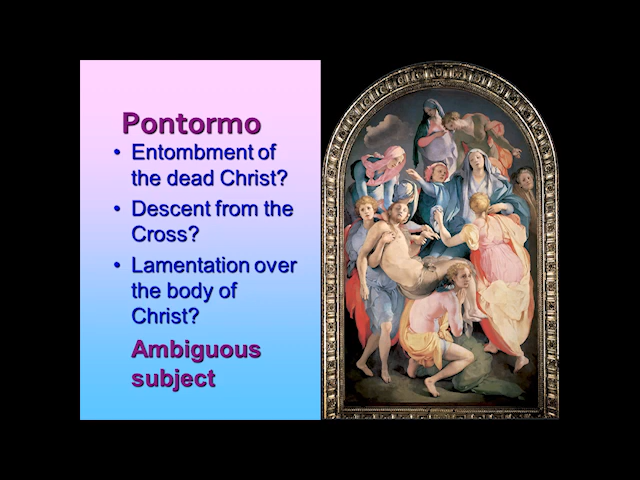 Pontormo
• Entombment of
the dead Christ?
• Descent from the
Cross?
• Lamentation over
the body of
Christ?
Ambiguous
subject